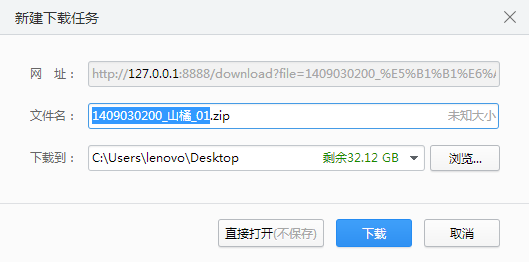 新建下载任务
网 址： http://127.0.0.1:8888/download?file=1409030200_%E5%B1%B1%E6%A
文件名： 1409030200_山橘_01.zip 未知大小
下载到： C:\Users\lenovo\Desktop 剩余32.12 GB 浏览...
直接打开(不保存) 下载 取消